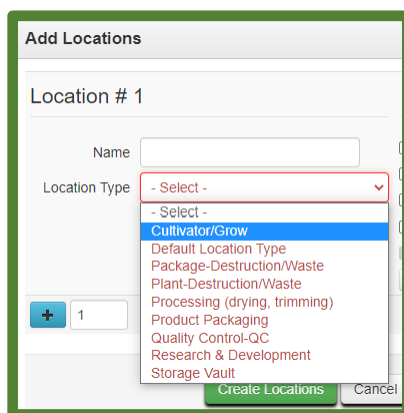 Add Locations
Location # 1
Name
Location Type - Select -
- Select -
Cultivator/Grow
Default Location Type
Package-Destruction/Waste
Plant-Destruction/Waste
Processing (drying, trimming)
Product Packaging
Quality Control-QC
Research & Development
Storage Vault
+ 1
Create Locations Cancel